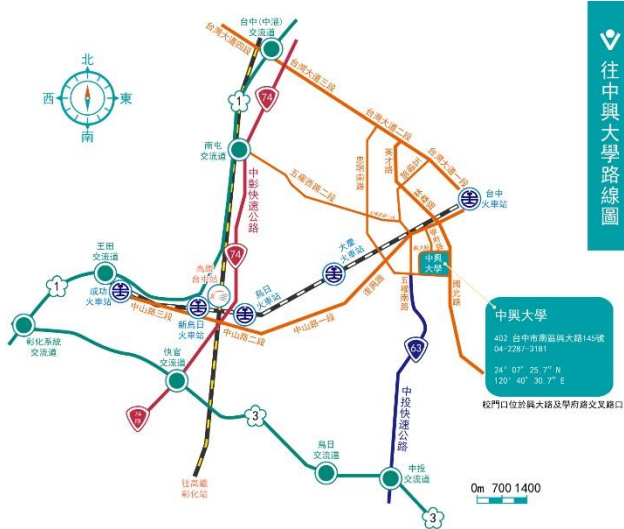 往中興大學路線圖
台中(中港)
交流道
台灣大道四段
台灣大道三段
台灣大道二段
台灣大道一段
北
西
東
南
1
74
南屯
交流道
五權西路二段
忠明南路
英才路
五權路
台中
火車站
中彰快速公路
大慶
火車站
74
高鐵
台中站
王田
交流道
成功
火車站
1
中山路三段
新烏日
火車站
烏日
火車站
中山路二段
中山路一段
復興路
五權南路
國光路
中興
大學
彰化系統
交流道
快官
交流道
63
中投快速公路
74
甲
3
烏日
交流道
中投
交流道
3
往高鐵
彰化站
中興大學
402 台中市南區興大路145號
04-2287-3181
24° 07' 25.7" N
120° 40' 30.7" E
校門口位於興大路及學府路交叉路口
0m 700 1400